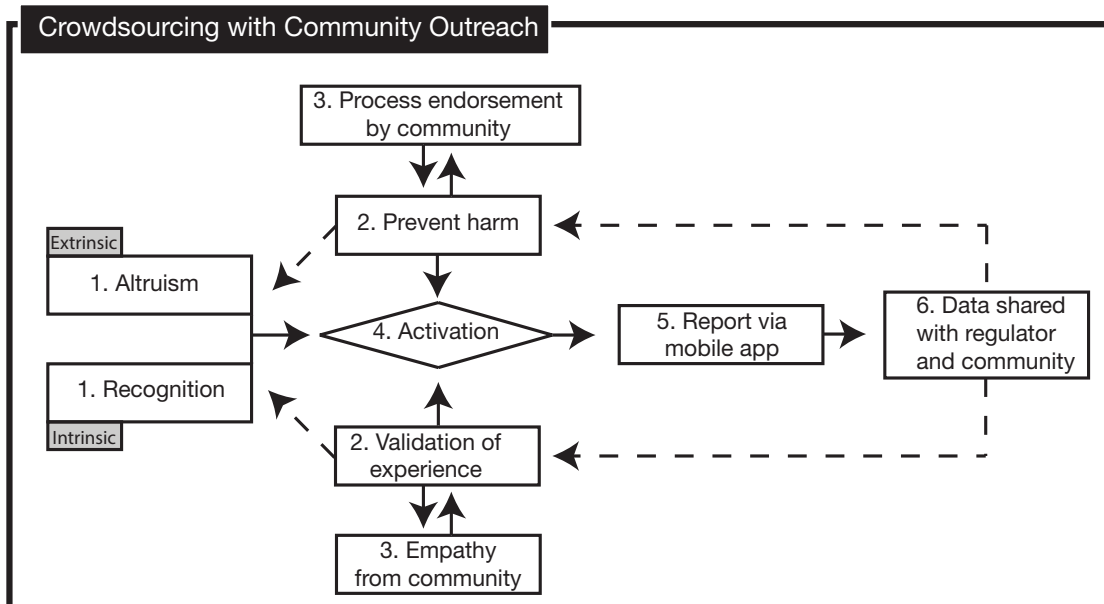 Crowdsourcing with Community Outreach
3. Process endorsement
by community
2. Prevent harm
Extrinsic
1. Altruism
4. Activation
5. Report via
mobile app
6. Data shared
with regulator
and community
1. Recognition
Intrinsic
2. Validation of
experience
3. Empathy
from community